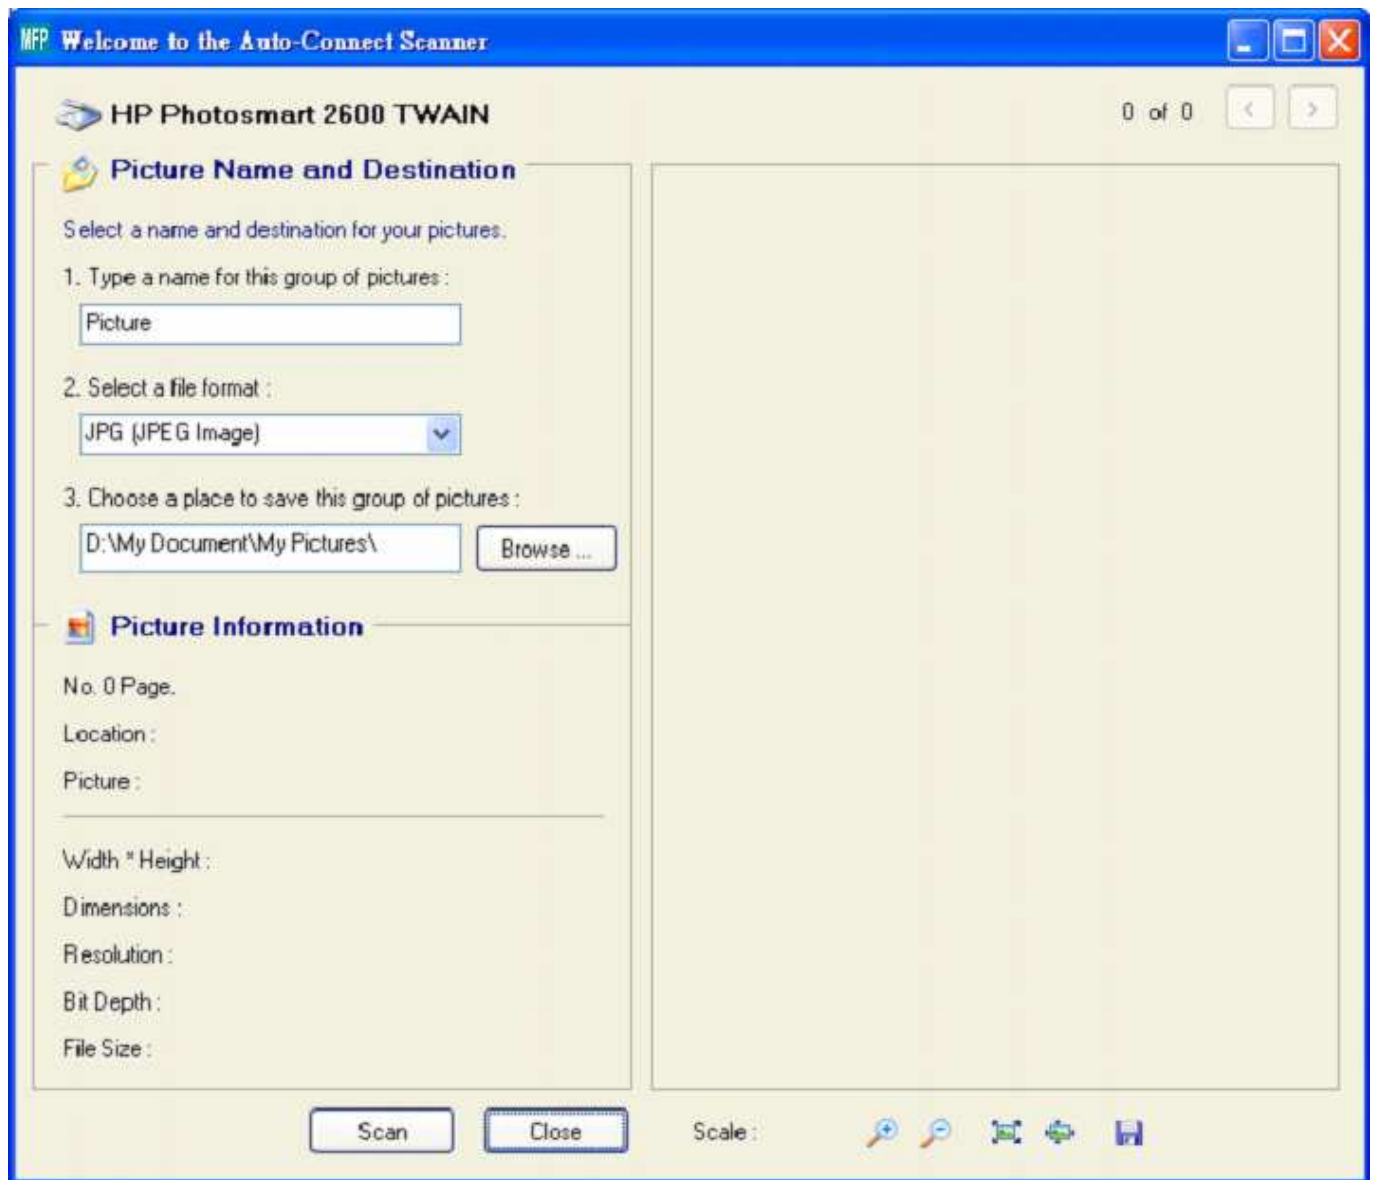 MFP Welcome to the Auto-Connect Scanner
HP Photosmart 2600 TWAIN
0 of 0
Picture Name and Destination
Select a name and destination for your pictures.
1. Type a name for this group of pictures :
Picture
2. Select a file format :
JPG (JPEG Image)
3. Choose a place to save this group of pictures :
D:\My Document\My Pictures\
Browse ...
Picture Information
No. 0 Page.
Location :
Picture :
Width * Height :
Dimensions :
Resolution :
Bit Depth :
File Size :
Scan
Close
Scale :